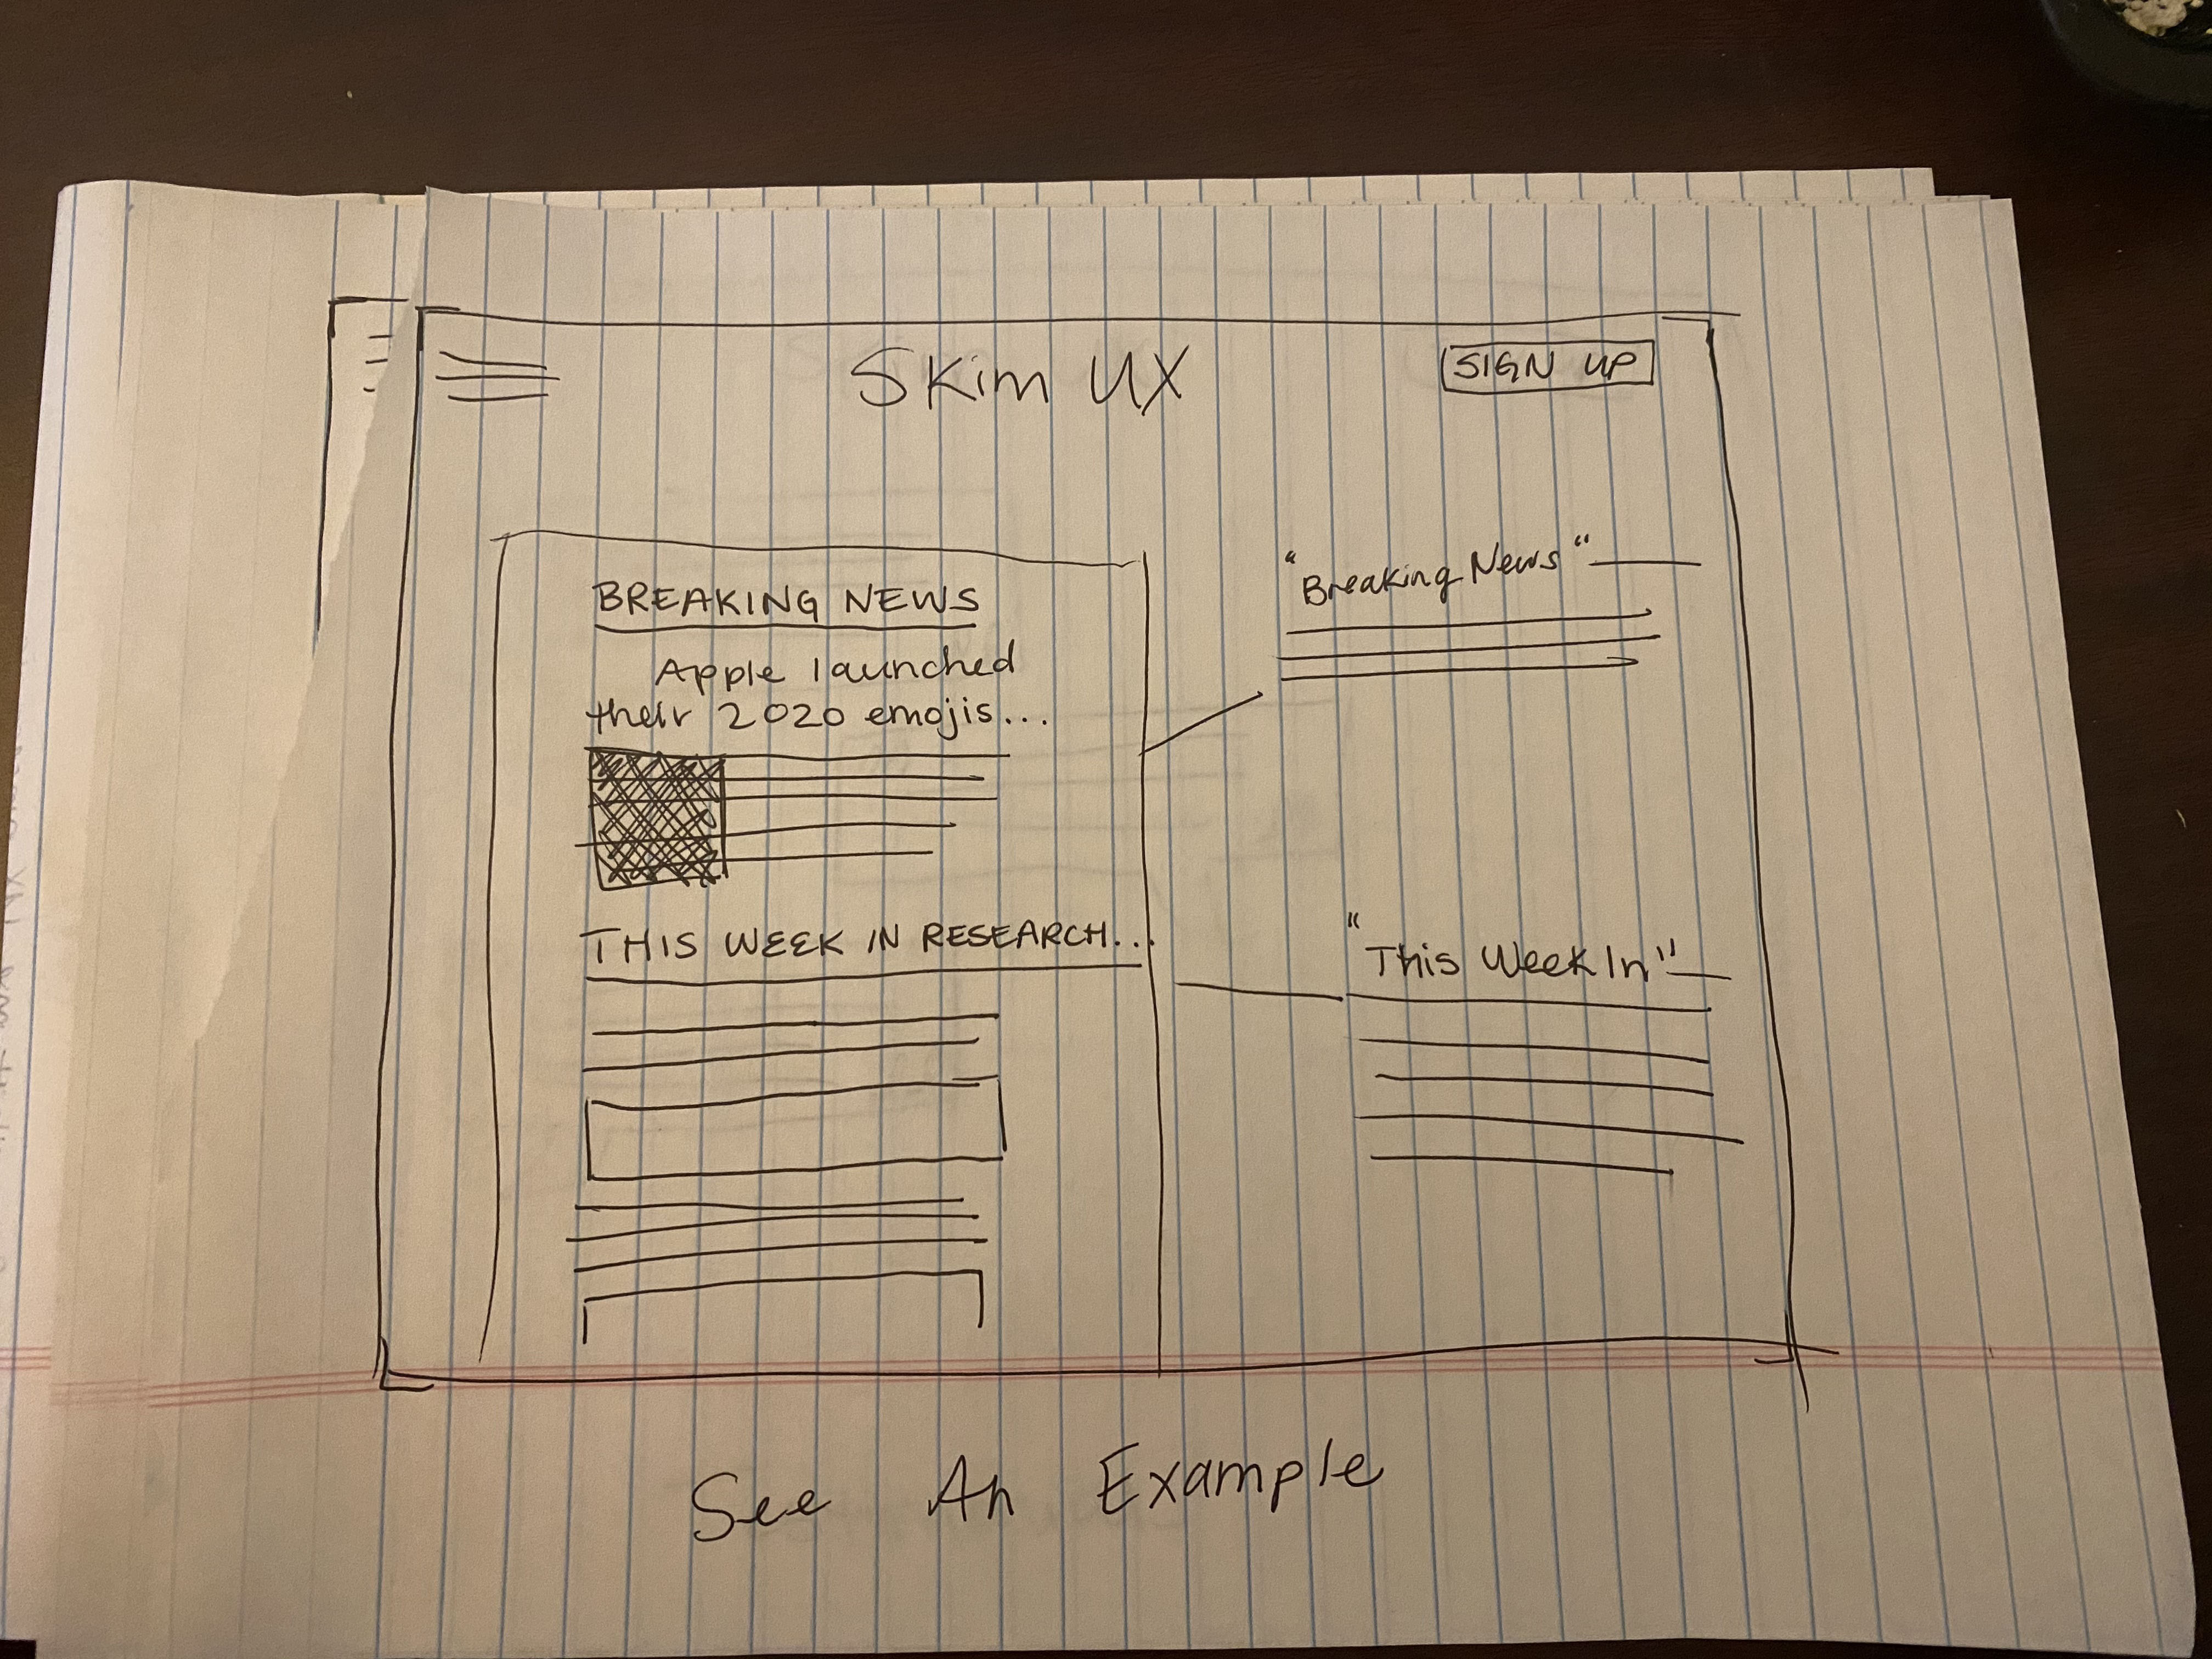 Skim UX
SIGN UP
BREAKING NEWS
Apple launched
their 2020 emojis...
THIS WEEK IN RESEARCH...
"Breaking News"
"This Week In"
See An Example